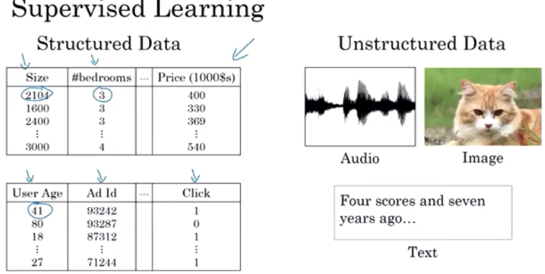 Supervised Learning
Structured Data
Size #bedrooms ... Price (1000$s)
2104 3 400
1600 3 330
2400 3 369
⋮ ⋮ ⋮
3000 4 540
User Age Ad Id ... Click
41 93242 1
80 93287 0
18 87312 1
⋮ ⋮ ⋮
27 71244 1
Unstructured Data
Audio Image
Four scores and seven
years ago...
Text